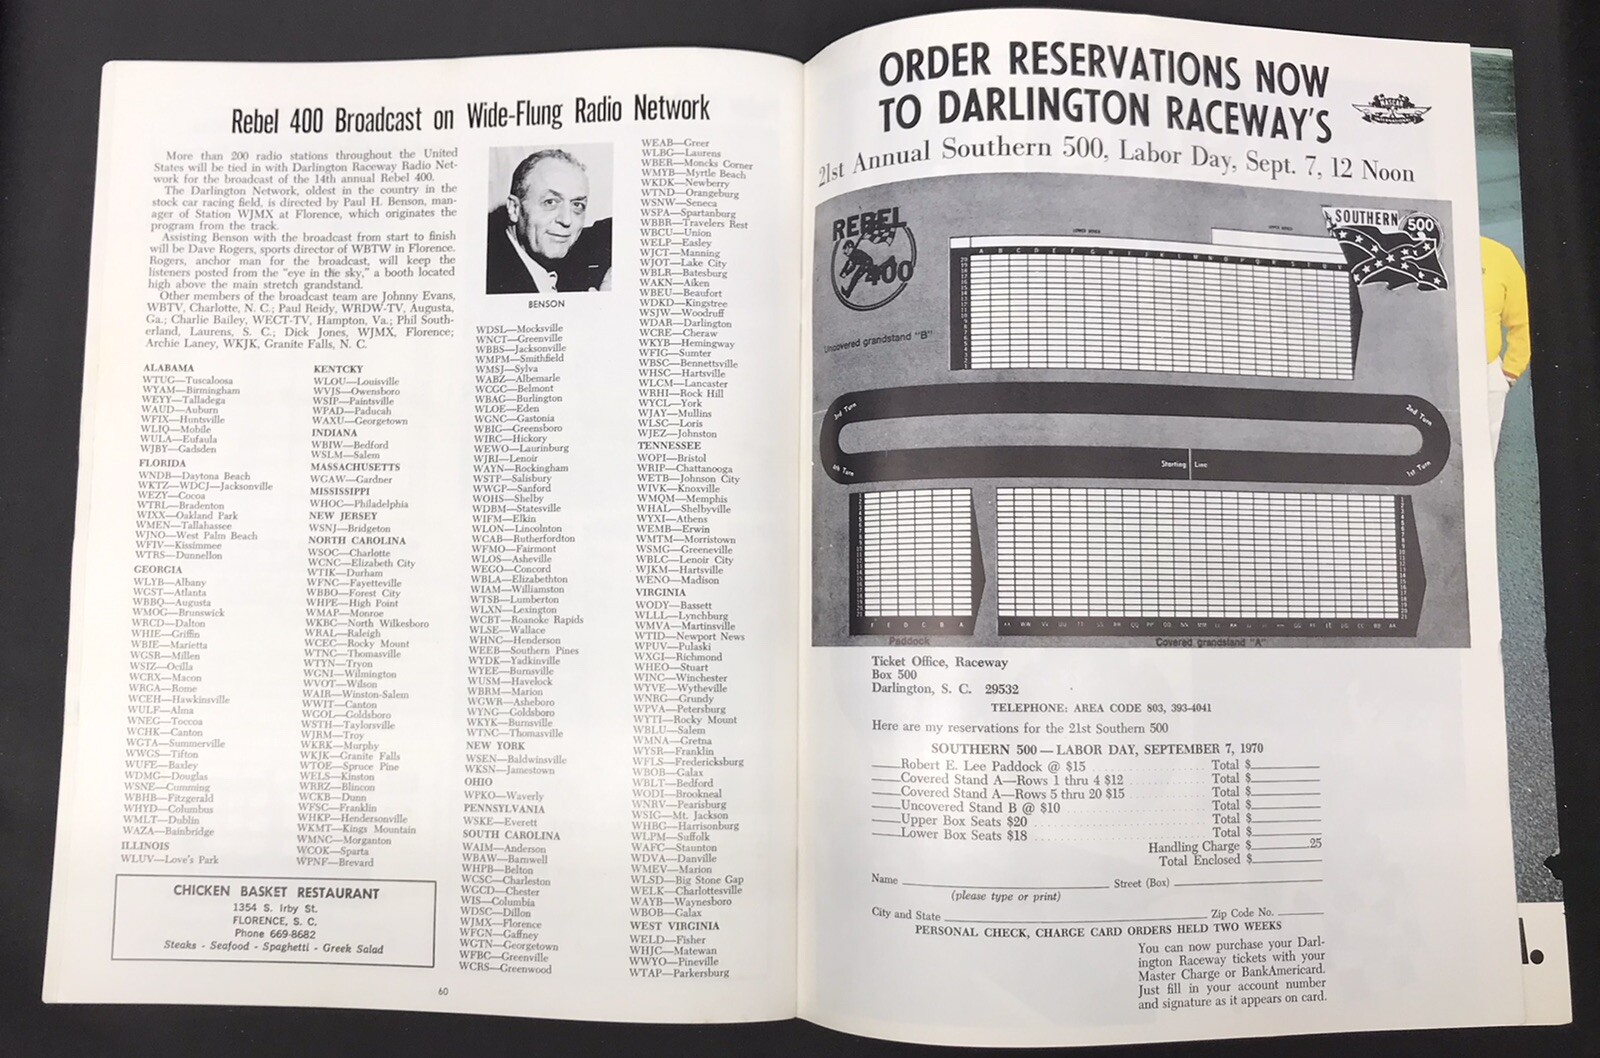 Rebel 400 Broadcast on Wide-Flung Radio Network
More than 200 radio stations throughout the United
States will be tied in with Darlington Raceway Radio Net-
work for the broadcast of the 14th annual Rebel 400.
The Darlington Network, oldest in the country in the
stock car racing field, is directed by Paul H. Benson, man-
ager of Station WJMX at Florence, which originates the
program from the track.
Assisting Benson with the broadcast from start to finish
will be Dave Rogers, sports director of WBTW in Florence.
Rogers, anchor man for the broadcast, will keep the
listeners posted from the "eye in the sky," a booth located
high above the main stretch grandstand.
Other members of the broadcast team are Johnny Evans,
WBTV, Charlotte, N. C.; Paul Reidy, WRDW-TV, Augusta,
Ga.; Charlie Bailey, WECT-TV, Hampton, Va.; Phil South-
erland, Laurens, S. C.; Dick Jones, WJMX, Florence;
Archie Laney, WKJK, Granite Falls, N. C.
ALABAMA
WTUG—Tuscaloosa
WYAM—Birmingham
WEYY—Talladega
WAUD—Auburn
WFIX—Huntsville
WLIQ—Mobile
WULA—Eufaula
WJBY—Gadsden
FLORIDA
WNDB—Daytona Beach
WKTZ—WDCJ—Jacksonville
WEZY—Cocoa
WTRL—Bradenton
WIXX—Oakland Park
WMEN—Tallahassee
WJNO—West Palm Beach
WFIV—Kissimmee
WTRS—Dunnellon
GEORGIA
WLYB—Albany
WGST—Atlanta
WBBQ—Augusta
WMOG—Brunswick
WRCD—Dalton
WHIE—Griffin
WBIE—Marietta
WGSR—Millen
WSIZ—Ocilla
WCRX—Macon
WRGA—Rome
WCEH—Hawkinsville
WULF—Alma
WNEG—Toccoa
WCHK—Canton
WGTA—Summerville
WWGS—Tifton
WUFE—Baxley
WDMG—Douglas
WSNE—Cumming
WBHB—Fitzgerald
WHYD—Columbus
WMLT—Dublin
WAZA—Bainbridge
ILLINOIS
WLUV—Love's Park
KENTCKY
WLOU—Louisville
WVJS—Owensboro
WSIP—Paintsville
WPAD—Paducah
WAXU—Georgetown
INDIANA
WBIW—Bedford
WSLM—Salem
MASSACHUSETTS
WGAW—Gardner
MISSISSIPPI
WHOC—Philadelphia
NEW JERSEY
WSNJ—Bridgeton
NORTH CAROLINA
WSOC—Charlotte
WCNC—Elizabeth City
WTIK—Durham
WFNC—Fayetteville
WBBO—Forest City
WHPE—High Point
WMAP—Monroe
WKBC—North Wilkesboro
WRAL—Raleigh
WCEC—Rocky Mount
WTNC—Thomasville
WTYN—Tryon
WGNI—Wilmington
WVOT—Wilson
WAIR—Winston-Salem
WWIT—Canton
WGOL—Goldsboro
WSTH—Taylorsville
WJRM—Troy
WKRK—Murphy
WKJK—Granite Falls
WTOE—Spruce Pine
WELS—Kinston
WRRZ—Blincon
WCKB—Dunn
WFSC—Franklin
WHKP—Hendersonville
WKMT—Kings Mountain
WMNC—Morganton
WCOK—Sparta
WPNF—Brevard
CHICKEN BASKET RESTAURANT
1354 S. Irby St.
FLORENCE, S. C.
Phone 669-8682
Steaks - Seafood - Spaghetti - Greek Salad
BENSON
WDSL—Mocksville
WNCT—Greenville
WBBS—Jacksonville
WMPM—Smithfield
WMSJ—Sylva
WABZ—Albemarle
WCGC—Belmont
WBAG—Burlington
WLOE—Eden
WGNC—Gastonia
WBIG—Greensboro
WIRC—Hickory
WEWO—Laurinburg
WJRI—Lenoir
WAYN—Rockingham
WSTP—Salisbury
WWGP—Sanford
WOHS—Shelby
WDBM—Statesville
WIFM—Elkin
WLON—Lincolnton
WCAB—Rutherfordton
WFMO—Fairmont
WLOS—Asheville
WEGO—Concord
WBLA—Elizabethton
WIAM—Williamston
WTSB—Lumberton
WLXN—Lexington
WCBT—Roanoke Rapids
WLSE—Wallace
WHNC—Henderson
WEEB—Southern Pines
WYDK—Yadkinville
WYEE—Burnsville
WUSM—Havelock
WBRM—Marion
WGWR—Asheboro
WYNG—Goldsboro
WKYK—Burnsville
WTNC—Thomasville
NEW YORK
WSEN—Baldwinsville
WKSN—Jamestown
OHIO
WPKO—Waverly
PENNSYLVANIA
WSKE—Everett
SOUTH CAROLINA
WAIM—Anderson
WBAW—Barnwell
WHPB—Belton
WCSC—Charleston
WGCD—Chester
WIS—Columbia
WDSC—Dillon
WJMX—Florence
WFGN—Gaffney
WGTN—Georgetown
WFBC—Greenville
WCRS—Greenwood
WEAB—Greer
WLBG—Laurens
WBER—Moncks Corner
WMYB—Myrtle Beach
WKDK—Newberry
WTND—Orangeburg
WSNW—Seneca
WSPA—Spartanburg
WBBR—Travelers Rest
WBCU—Union
WELP—Easley
WJCT—Manning
WJOT—Lake City
WBLR—Batesburg
WAKN—Aiken
WBEU—Beaufort
WDKD—Kingstree
WSJW—Woodruff
WDAR—Darlington
WCRE—Cheraw
WKYB—Hemingway
WFIG—Sumter
WBSC—Bennettsville
WHSC—Hartsville
WLCM—Lancaster
WRHI—Rock Hill
WYCL—York
WJAY—Mullins
WLSC—Loris
WJEZ—Johnston
TENNESSEE
WOPI—Bristol
WRIP—Chattanooga
WETB—Johnson City
WIVK—Knoxville
WMQM—Memphis
WHAL—Shelbyville
WYXI—Athens
WEMB—Erwin
WMTM—Morristown
WSMG—Greeneville
WBLC—Lenoir City
WJKM—Hartsville
WENO—Madison
VIRGINIA
WODY—Bassett
WLLL—Lynchburg
WMVA—Martinsville
WTID—Newport News
WPUV—Pulaski
WXGI—Richmond
WHEO—Stuart
WINC—Winchester
WYVE—Wytheville
WNRG—Grundy
WPVA—Petersburg
WYTI—Rocky Mount
WBLU—Salem
WMNA—Gretna
WYSR—Franklin
WFLS—Fredericksburg
WBOB—Galax
WBLT—Bedford
WODI—Brookneal
WNRV—Pearisburg
WSIG—Mt. Jackson
WHBG—Harrisonburg
WLPM—Suffolk
WAFC—Staunton
WDVA—Danville
WMEV—Marion
WLSD—Big Stone Gap
WELK—Charlottesville
WAYB—Waynesboro
WBOB—Galax
WEST VIRGINIA
WELD—Fisher
WHJC—Matewan
WWYO—Pineville
WTAP—Parkersburg
60
ORDER RESERVATIONS NOW
TO DARLINGTON RACEWAY'S
NASCAR
21st Annual Southern 500, Labor Day, Sept. 7, 12 Noon
REBEL
400
SOUTHERN 500
Uncovered grandstand "B"
3rd Turn
2nd Turn
4th Turn
Starting Line
1st Turn
Paddock
Covered grandstand "A"
Ticket Office, Raceway
Box 500
Darlington, S. C. 29532
TELEPHONE: AREA CODE 803, 393-4041
Here are my reservations for the 21st Southern 500
SOUTHERN 500 — LABOR DAY, SEPTEMBER 7, 1970
Robert E. Lee Paddock @ $15 Total $
Covered Stand A—Rows 1 thru 4 $12 Total $
Covered Stand A—Rows 5 thru 20 $15 Total $
Uncovered Stand B @ $10 Total $
Upper Box Seats $20 Total $
Lower Box Seats $18 Total $
Handling Charge $ .25
Total Enclosed $
Name Street (Box)
(please type or print)
City and State Zip Code No.
PERSONAL CHECK, CHARGE CARD ORDERS HELD TWO WEEKS
You can now purchase your Darl-
ington Raceway tickets with your
Master Charge or BankAmericard.
Just fill in your account number
and signature as it appears on card.